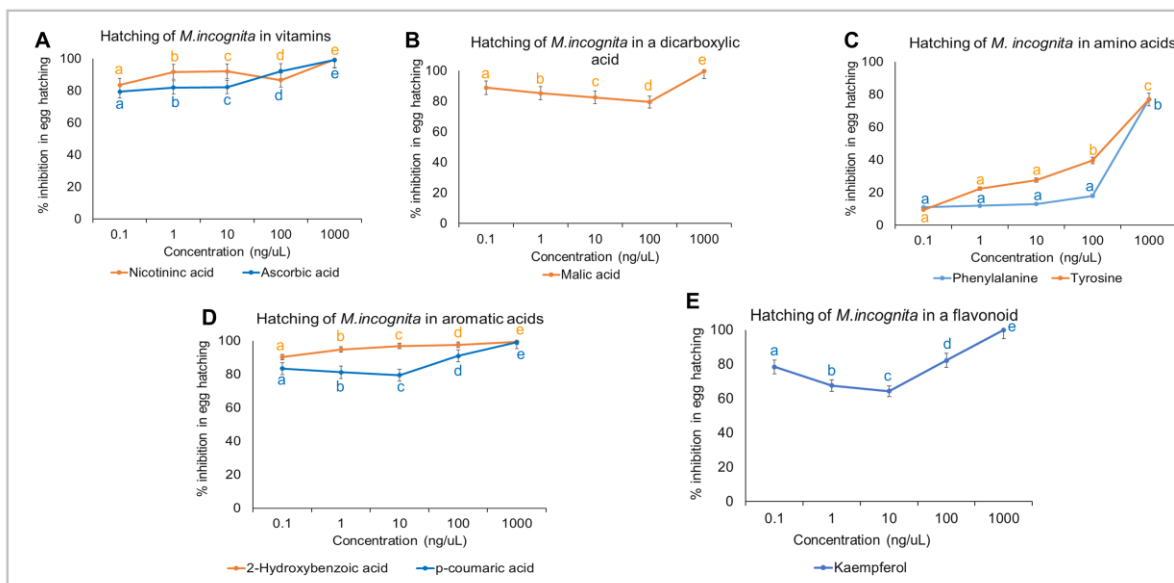 A
Hatching of M.incognita in vitamins
% inhibition in egg hatching
100
80
60
40
20
0
a b c d e
a b c d e
0.1 1 10 100 1000
Concentration (ng/uL)
Nicotininc acid Ascorbic acid
B
Hatching of M.incognita in a dicarboxylic
acid
% inhibition in egg hatching
100
80
60
40
20
0
a b c d e
0.1 1 10 100 1000
Concentration (ng/uL)
Malic acid
C
Hatching of M. incognita in amino acids
% inhibition in egg hatching
100
80
60
40
20
0
a a a b c
a a a a b
0.1 1 10 100 1000
Concentration (ng/uL)
Phenylalanine Tyrosine
D
Hatching of M.incognita in aromatic acids
% inhibition in egg hatching
100
80
60
40
20
0
a b c d e
a b c d e
0.1 1 10 100 1000
Concentration (ng/uL)
2-Hydroxybenzoic acid p-coumaric acid
E
Hatching of M.incognita in a flavonoid
% inhibition in egg hatching
100
80
60
40
20
0
a b c d e
0.1 1 10 100 1000
Concentration (ng/uL)
Kaempferol